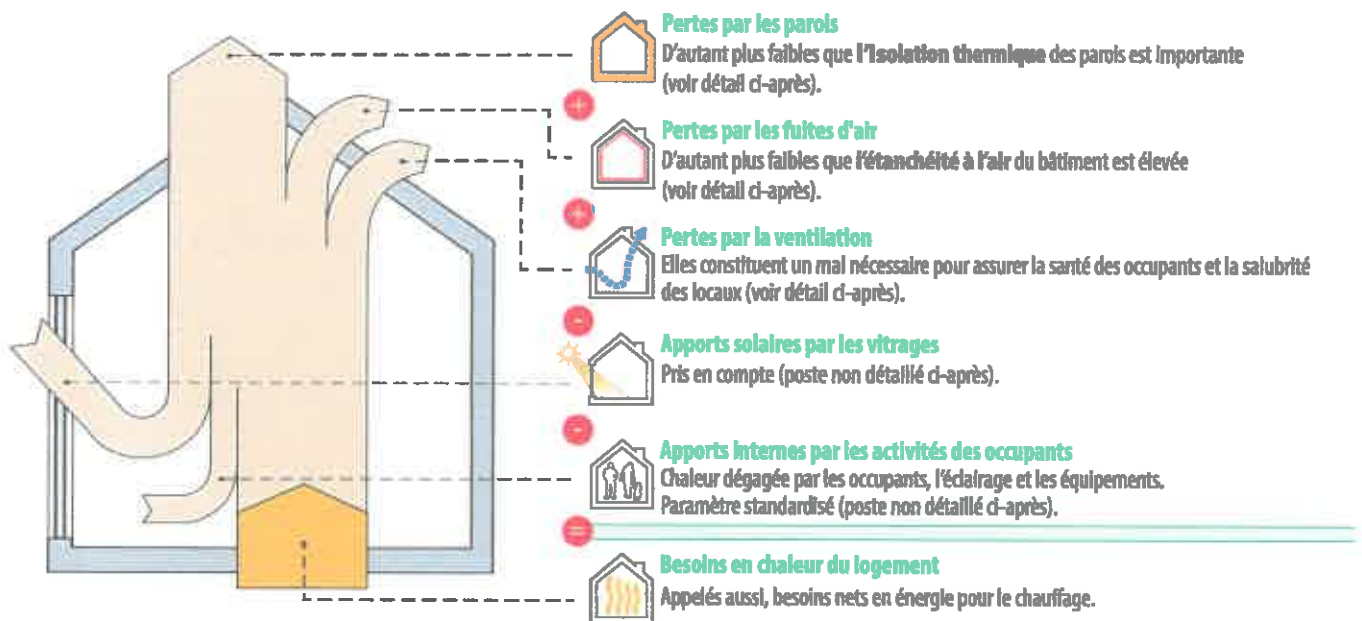 Pertes par les parois
D'autant plus faibles que l'isolation thermique des parois est importante
(voir détail ci-après).
+
Pertes par les fuites d'air
D'autant plus faibles que l'étanchéité à l'air du bâtiment est élevée
(voir détail ci-après).
+
Pertes par la ventilation
Elles constituent un mal nécessaire pour assurer la santé des occupants et la salubrité
des locaux (voir détail ci-après).
-
Apports solaires par les vitrages
Pris en compte (poste non détaillé ci-après).
-
Apports internes par les activités des occupants
Chaleur dégagée par les occupants, l'éclairage et les équipements.
Paramètre standardisé (poste non détaillé ci-après).
=
Besoins en chaleur du logement
Appelés aussi, besoins nets en énergie pour le chauffage.